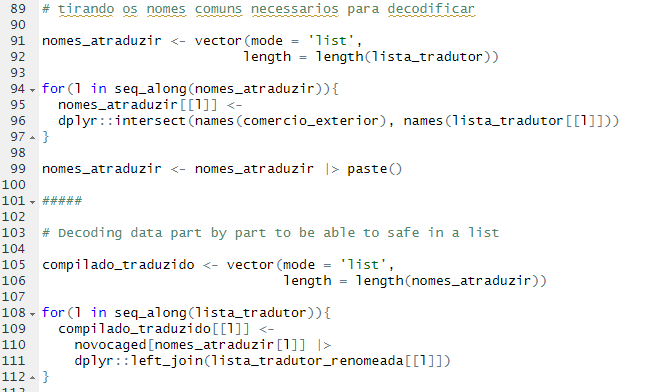 89 # tirando os nomes comuns necessarios para decodificar
90
91 nomes_atraduzir <- vector(mode = 'list',
92                           length = length(lista_tradutor))
93
94 for(l in seq_along(nomes_atraduzir)){
95   nomes_atraduzir[[l]] <-
96   dplyr::intersect(names(comercio_exterior), names(lista_tradutor[[l]]))
97 }
98
99 nomes_atraduzir <- nomes_atraduzir |> paste()
100
101 #####
102
103 # Decoding data part by part to be able to safe in a list
104
105 compilado_traduzido <- vector(mode = 'list',
106                               length = length(nomes_atraduzir))
107
108 for(l in seq_along(lista_tradutor)){
109   compilado_traduzido[[l]] <-
110     novocaged[nomes_atraduzir[l]] |>
111     dplyr::left_join(lista_tradutor_renomeada[[l]])
112 }